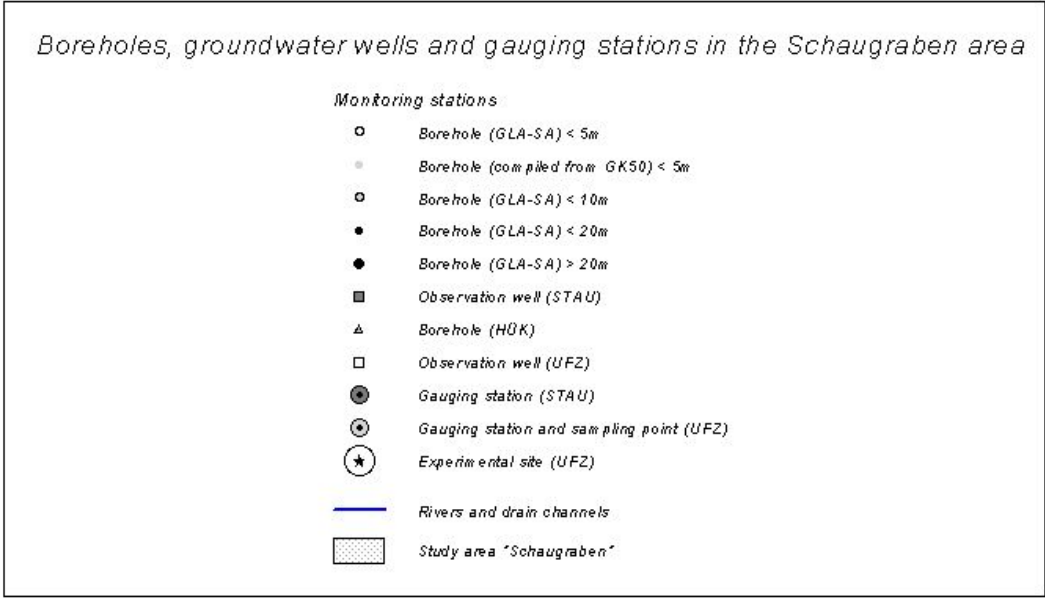 Boreholes, groundwater wells and gauging stations in the Schaugraben area
Monitoring stations
Borehole (GLA-SA) < 5m
Borehole (compiled from GK50) < 5m
Borehole (GLA-SA) < 10m
Borehole (GLA-SA) < 20m
Borehole (GLA-SA) > 20m
Observation well (STAU)
Borehole (HÜK)
Observation well (UFZ)
Gauging station (STAU)
Gauging station and sampling point (UFZ)
Experimental site (UFZ)
Rivers and drain channels
Study area "Schaugraben"